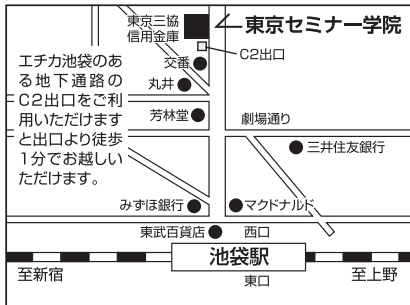 東京三協
信用金庫
東京セミナー学院
C2出口
エチカ池袋のあ
る地下通路の
C2出口をご利
用いただけます
と出口より徒歩
1分でお越しい
ただけます。
交番
丸井
芳林堂
劇場通り
三井住友銀行
みずほ銀行
マクドナルド
東武百貨店
西口
池袋駅
至新宿
至上野
東口